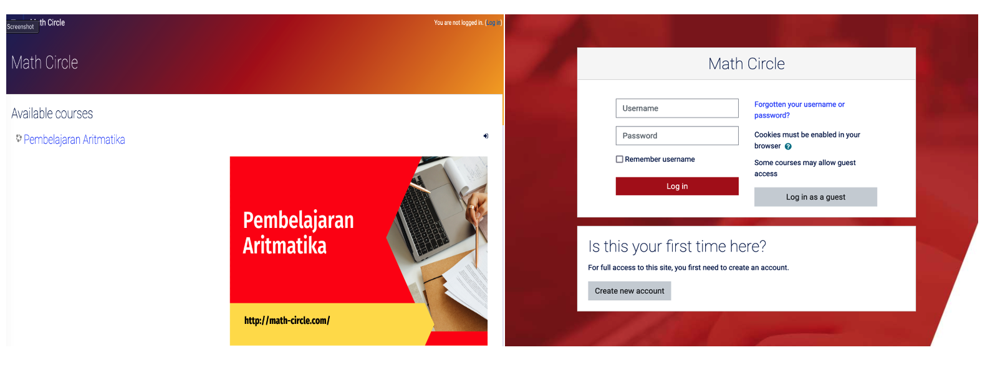 Screenshot
th Circle
You are not logged in. (Log in)
Math Circle
Available courses
Pembelajaran Aritmatika
Pembelajaran
Aritmatika
http://math-circle.com/
Math Circle
Username
Password
Remember username
Log in
Forgotten your username or
password?
Cookies must be enabled in your
browser
Some courses may allow guest
access
Log in as a guest
Is this your first time here?
For full access to this site, you first need to create an account.
Create new account